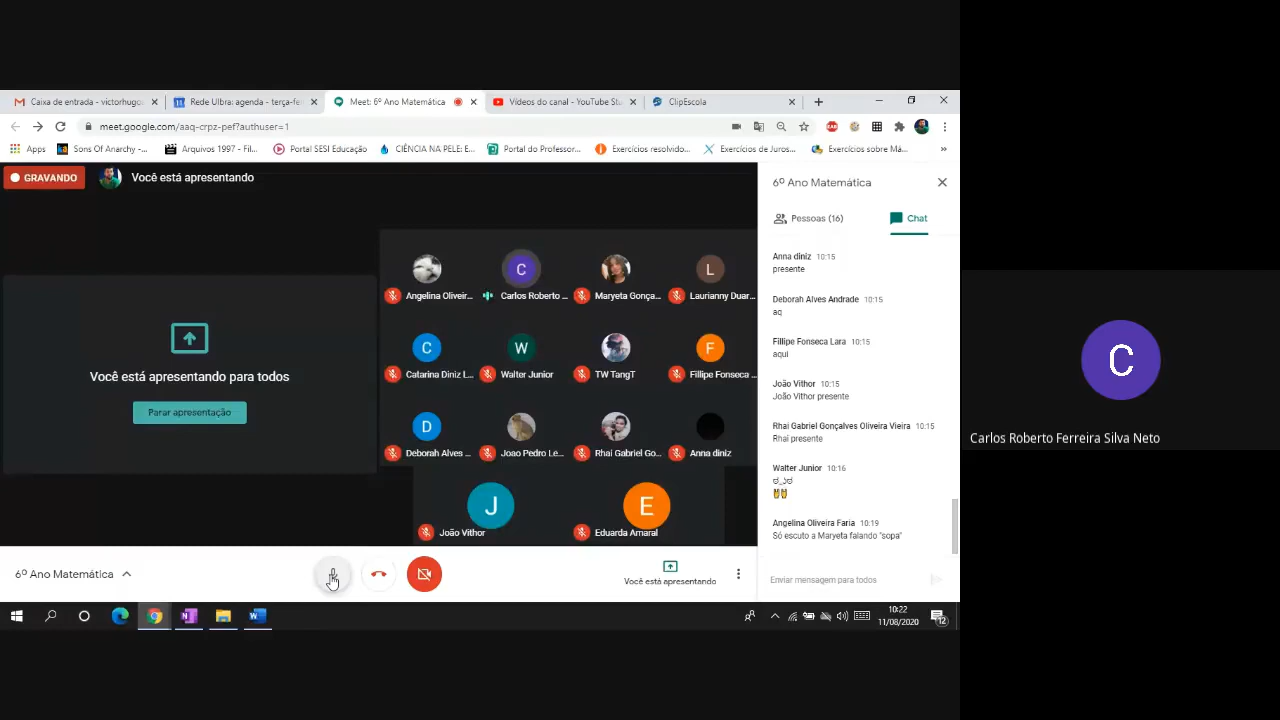 Caixa de entrada - victorhugo
Rede Ulbra: agenda - terça-fei
Meet: 6º Ano Matemática
Vídeos do canal - YouTube Stu
ClipEscola
meet.google.com/aaq-crpz-pef?authuser=1
Apps
Sons Of Anarchy -...
Arquivos 1997 - Fil...
Portal SESI Educação
CIÊNCIA NA PELE: E...
Portal do Professor...
Exercícios resolvido...
Exercícios de Juros...
Exercícios sobre Má...
»
GRAVANDO
Você está apresentando
Você está apresentando para todos
Parar apresentação
Angelina Oliveir...
C
Carlos Roberto ...
Maryeta Gonça...
L
Laurianny Duar...
C
Catarina Diniz L...
W
Walter Junior
TW TangT
F
Fillipe Fonseca ...
D
Deborah Alves ...
Joao Pedro Le...
Rhai Gabriel Go...
Anna diniz
J
João Vithor
E
Eduarda Amaral
6º Ano Matemática
Pessoas (16)
Chat
Anna diniz 10:15
presente
Deborah Alves Andrade 10:15
aq
Fillipe Fonseca Lara 10:15
aqui
João Vithor 10:15
João Vithor presente
Rhai Gabriel Gonçalves Oliveira Vieira 10:15
Rhai presente
Walter Junior 10:16
Angelina Oliveira Faria 10:19
Só escuto a Maryeta falando "sopa"
Enviar mensagem para todos
6º Ano Matemática
Você está apresentando
10:22
11/08/2020
12
C
Carlos Roberto Ferreira Silva Neto